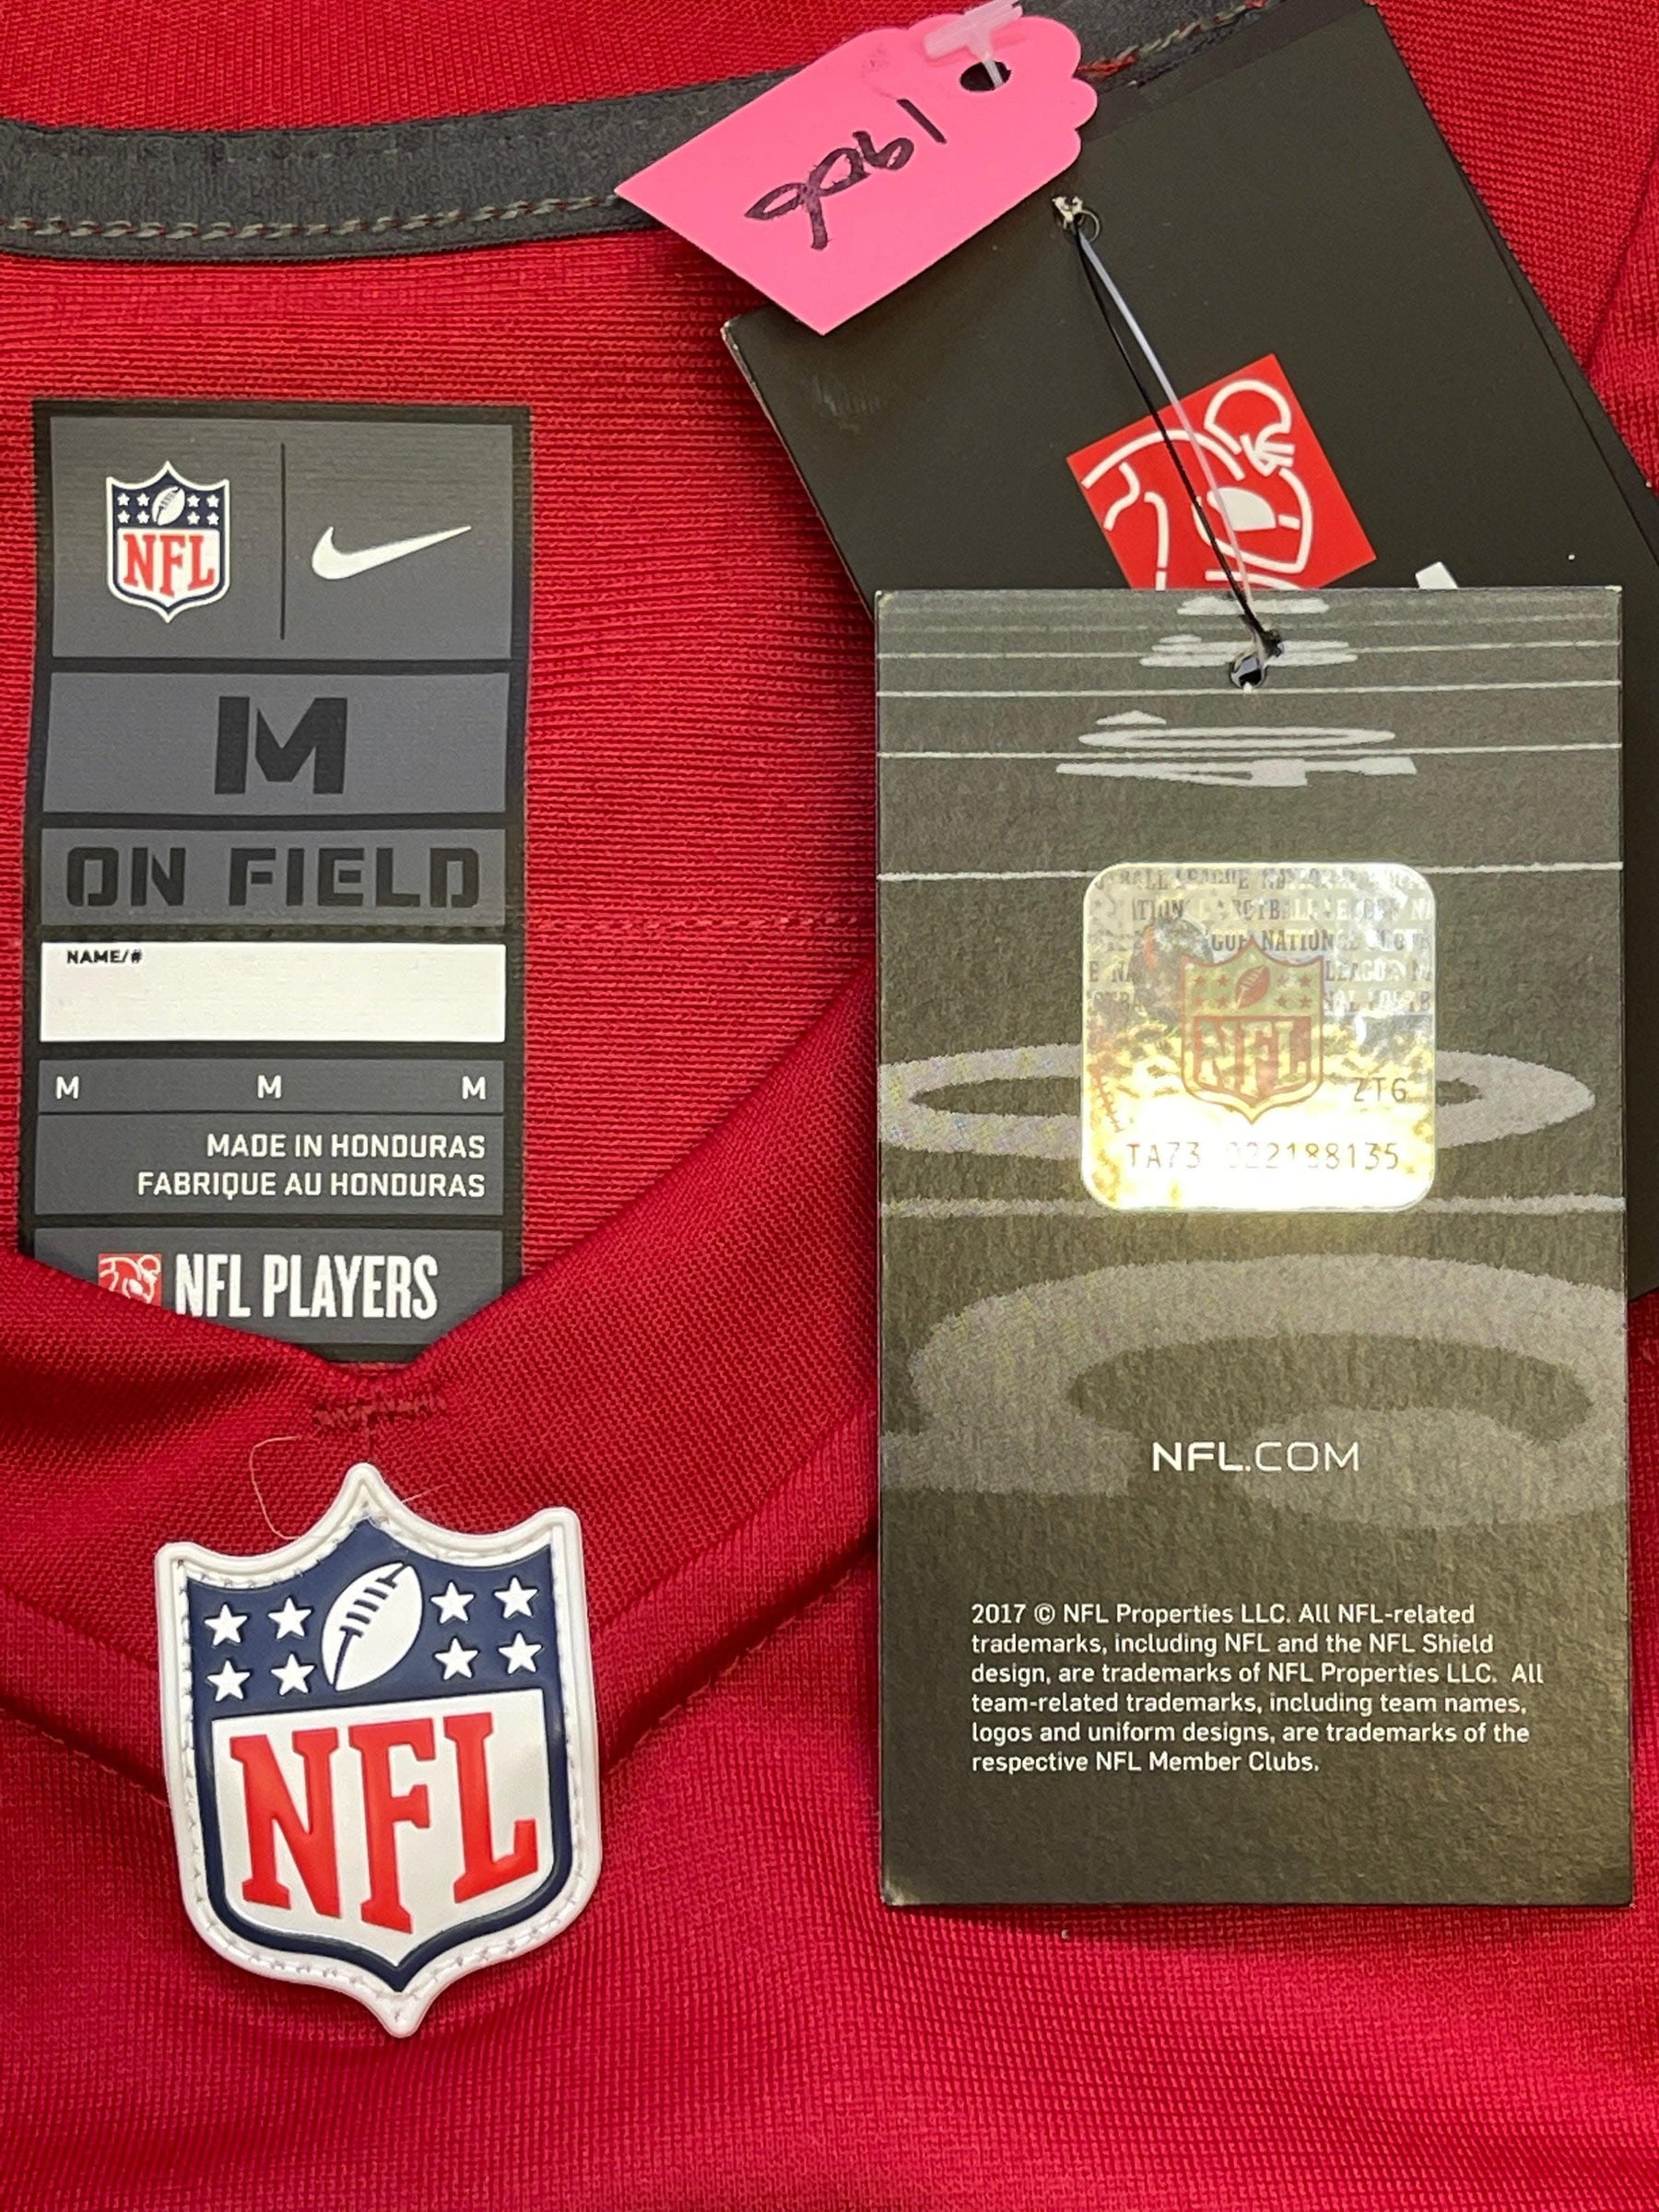 NFL
M
ON FIELD
NAME/#
M M M
MADE IN HONDURAS
FABRIQUE AU HONDURAS
NFL PLAYERS
NFL
NFL
ZTG
TA73 022188135
NFL.COM
2017 © NFL Properties LLC. All NFL-related
trademarks, including NFL and the NFL Shield
design, are trademarks of NFL Properties LLC. All
team-related trademarks, including team names,
logos and uniform designs, are trademarks of the
respective NFL Member Clubs.